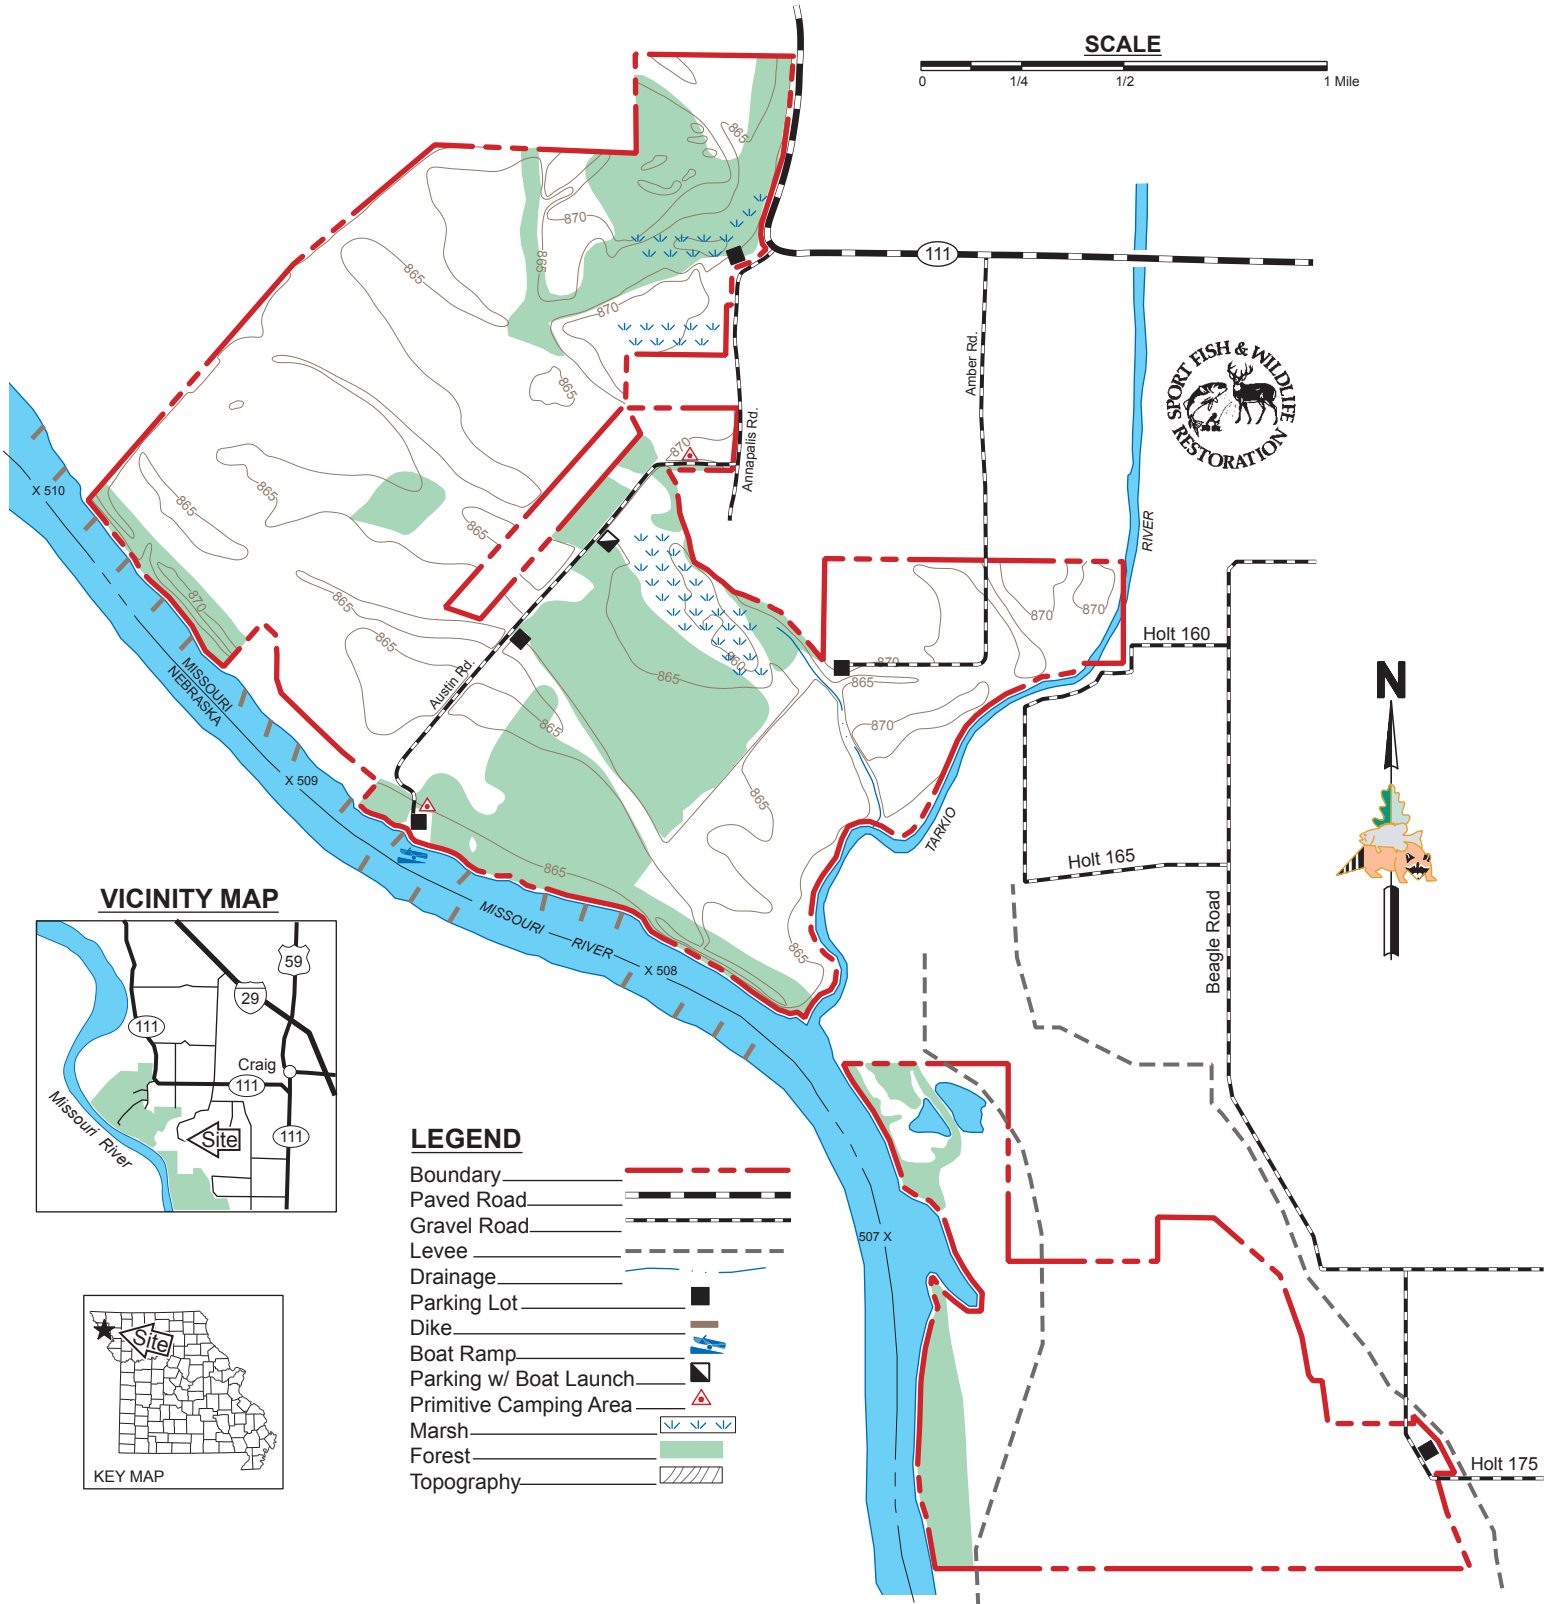 SCALE
0 1/4 1/2 1 Mile
865
870
865
111
865
870
Amber Rd.
SPORT FISH & WILDLIFE
RESTORATION
865
Annapalis Rd.
870
X 510
865
865
865
RIVER
870
870
870
865
865
860
Holt 160
870
865
865
MISSOURI
NEBRASKA
Austin Rd.
N
870
865
X 509
865
TARKIO
Holt 165
865
VICINITY MAP
MISSOURI RIVER
Beagle Road
865
X 508
59
29
111
Craig
111
Missouri River
Site
111
LEGEND
Boundary
Paved Road
Gravel Road
Levee
Drainage
Parking Lot
Dike
Boat Ramp
Parking w/ Boat Launch
Primitive Camping Area
Marsh
Forest
Topography
507 X
Site
KEY MAP
Holt 175